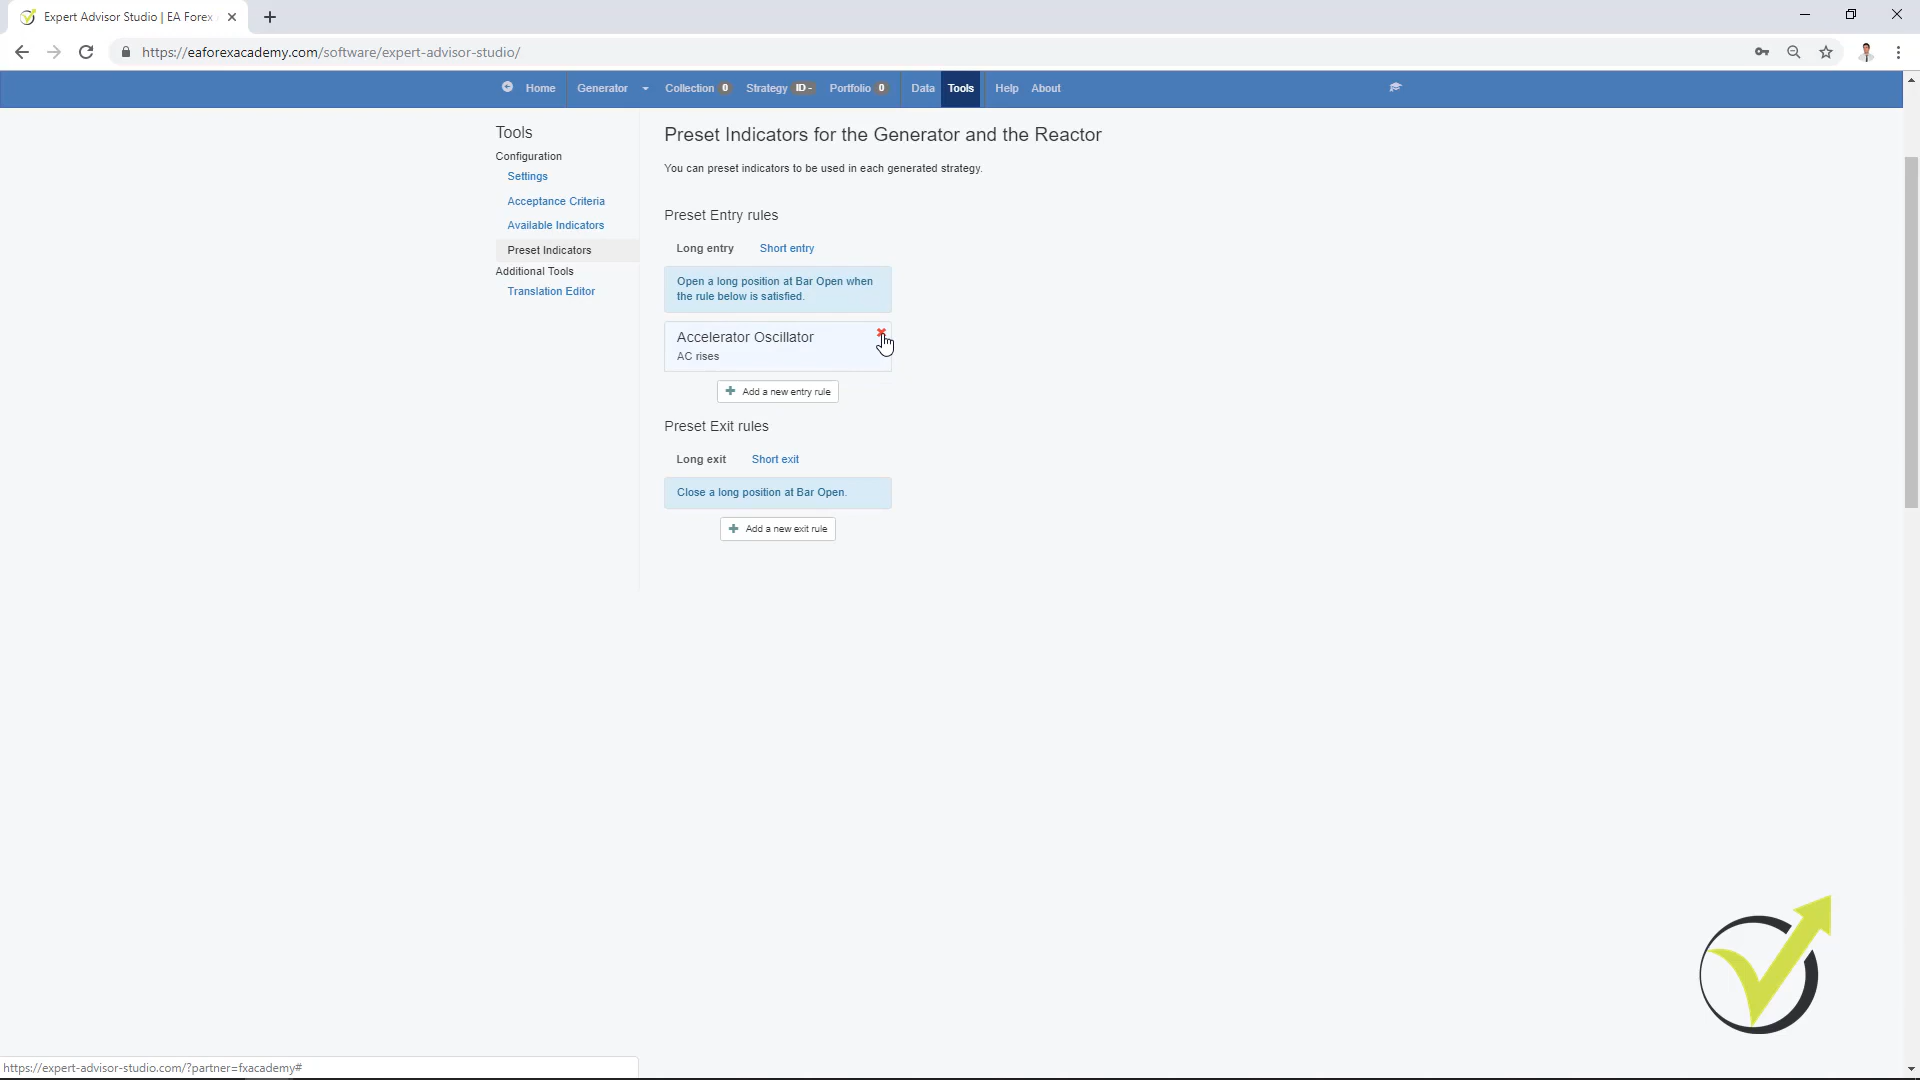 Expert Advisor Studio | EA Forex
https://eaforexacademy.com/software/expert-advisor-studio/
Home Generator Collection 0 Strategy ID - Portfolio 0 Data Tools Help About
Tools
Configuration
Settings
Acceptance Criteria
Available Indicators
Preset Indicators
Additional Tools
Translation Editor
Preset Indicators for the Generator and the Reactor
You can preset indicators to be used in each generated strategy.
Preset Entry rules
Long entry Short entry
Open a long position at Bar Open when
the rule below is satisfied.
Accelerator Oscillator
AC rises
Add a new entry rule
Preset Exit rules
Long exit Short exit
Close a long position at Bar Open.
Add a new exit rule
https://expert-advisor-studio.com/?partner=fxacademy#